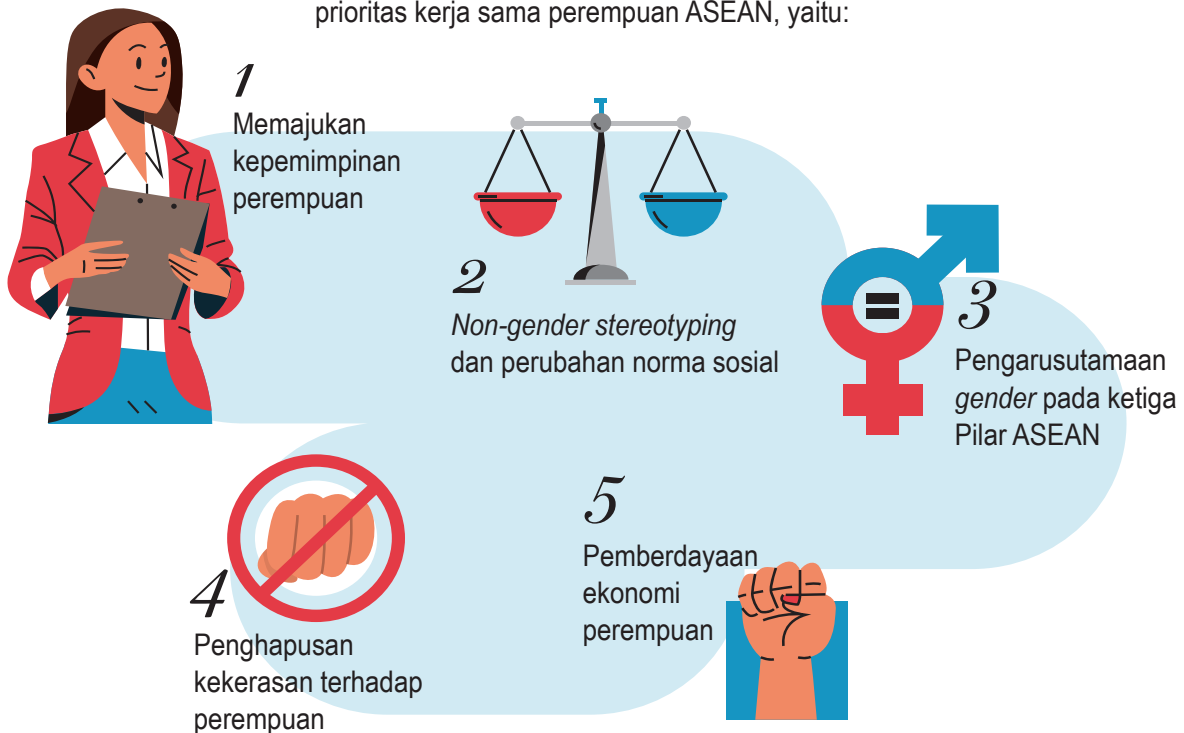 prioritas kerja sama perempuan ASEAN, yaitu:
1
Memajukan
kepemimpinan
perempuan
2
Non-gender stereotyping
dan perubahan norma sosial
3
Pengarusutamaan
gender pada ketiga
Pilar ASEAN
4
Penghapusan
kekerasan terhadap
perempuan
5
Pemberdayaan
ekonomi
perempuan